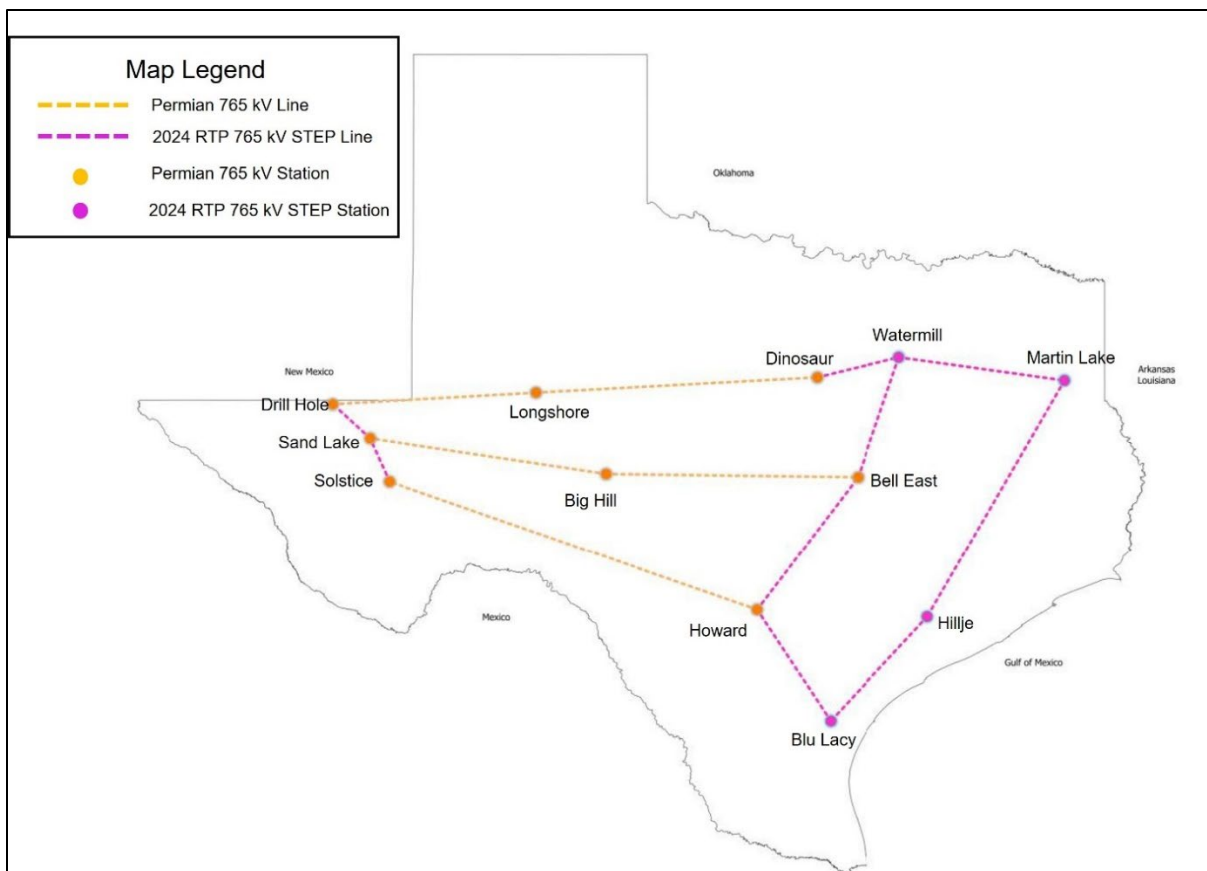 Map Legend
Permian 765 kV Line
2024 RTP 765 kV STEP Line
Permian 765 kV Station
2024 RTP 765 kV STEP Station
Oklahoma
Watermill
Dinosaur
Martin Lake
New Mexico
Arkansas
Louisiana
Drill Hole
Longshore
Sand Lake
Solstice
Big Hill
Bell East
Mexico
Howard
Hillje
Gulf of Mexico
Blu Lacy